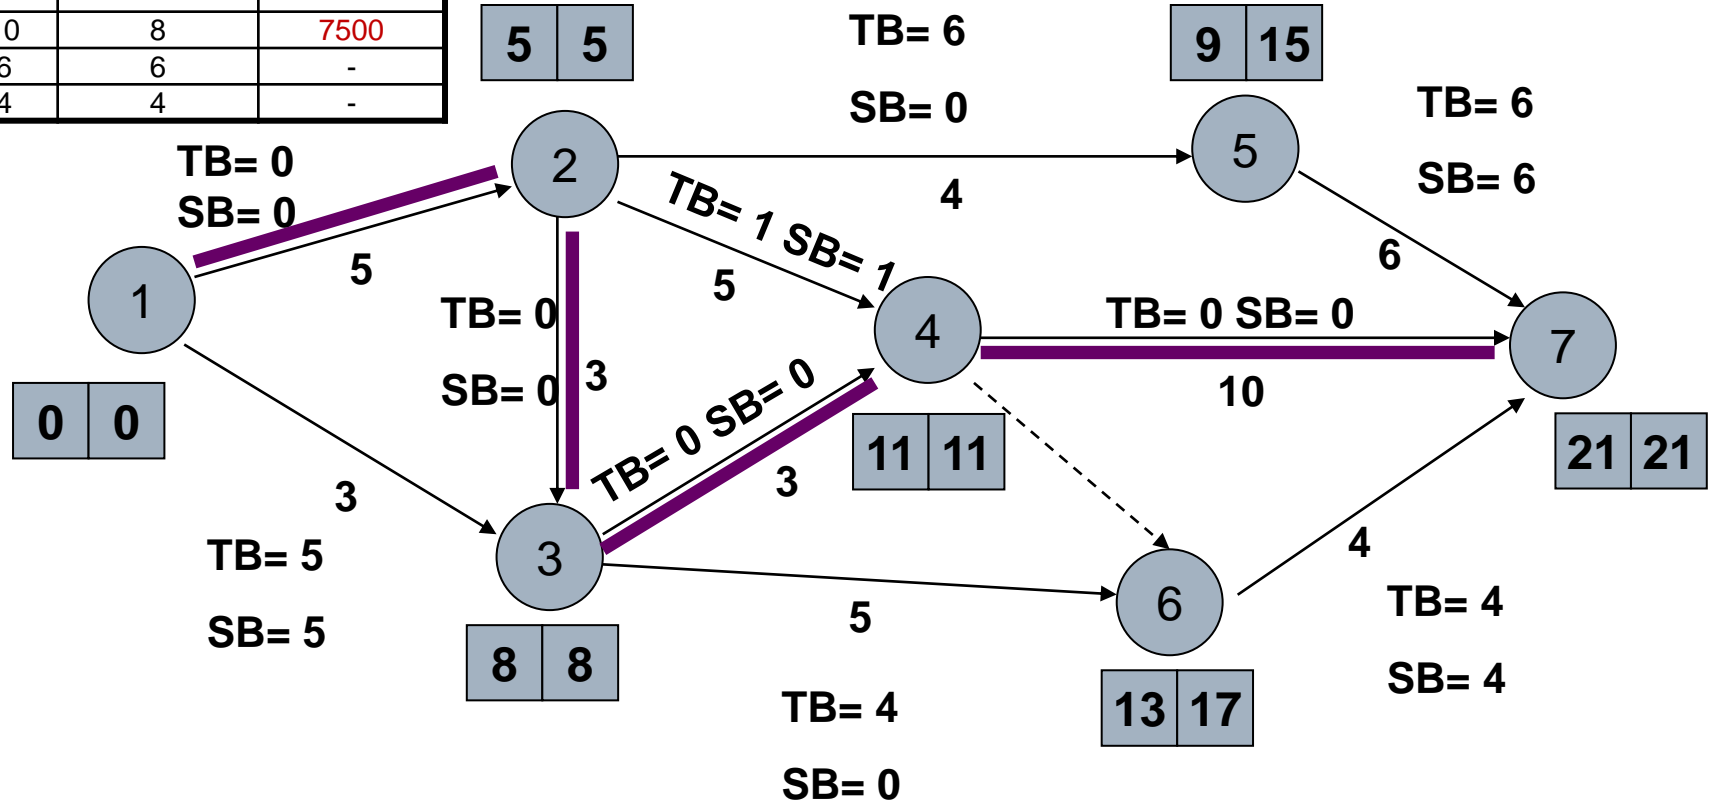 0 8 7500
6 6 -
4 4 -
5 5
TB= 6
SB= 0
9 15
TB= 6
SB= 6
TB= 0
SB= 0
2
5
4
TB= 1 SB= 1
5
5
6
1
TB= 0
SB= 0
3
4
TB= 0 SB= 0
10
7
0 0
TB= 0 SB= 0
3
11 11
21 21
3
TB= 5
SB= 5
3
8 8
5
6
4
TB= 4
SB= 4
13 17
TB= 4
SB= 0